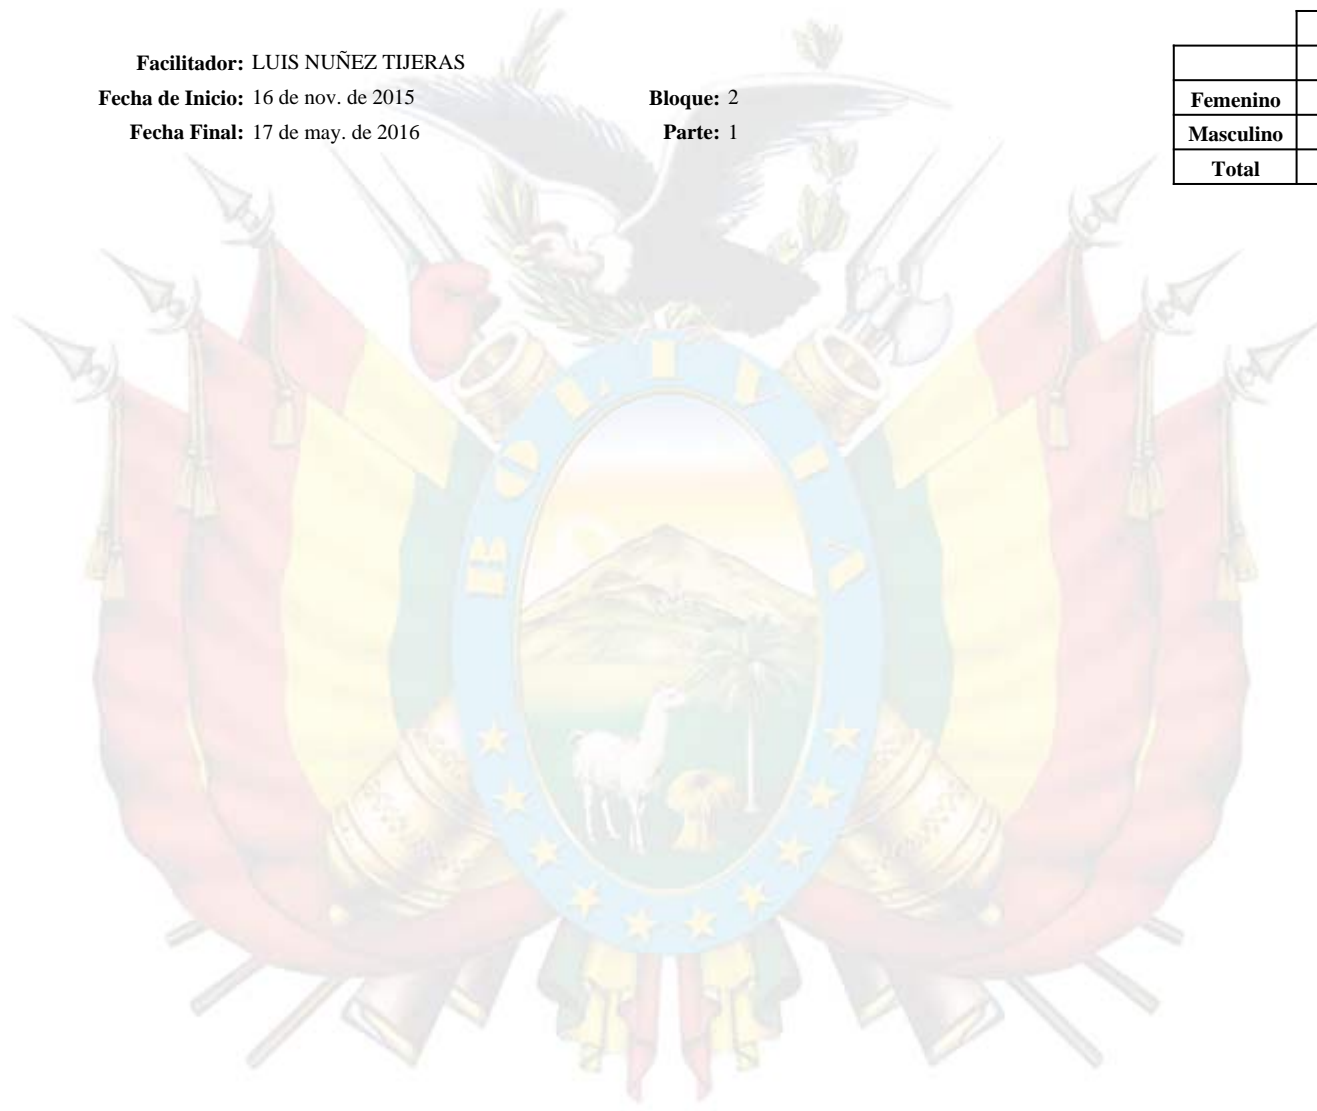 Facilitador: LUIS NUÑEZ TIJERAS
Fecha de Inicio: 16 de nov. de 2015 Bloque: 2
Fecha Final: 17 de may. de 2016 Parte: 1
Femenino
Masculino
Total
BOLIVIA